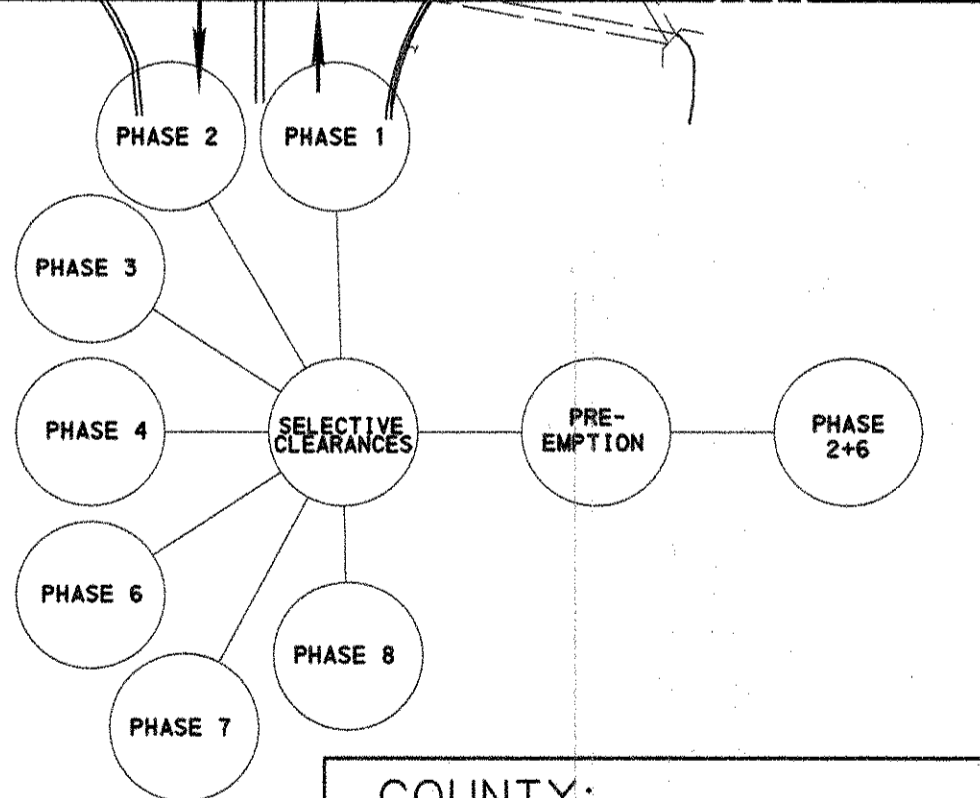 PHASE 2
PHASE 1
PHASE 3
PHASE 4
SELECTIVE
CLEARANCES
PRE-
EMPTION
PHASE
2+6
PHASE 6
PHASE 8
PHASE 7
COUNTY: